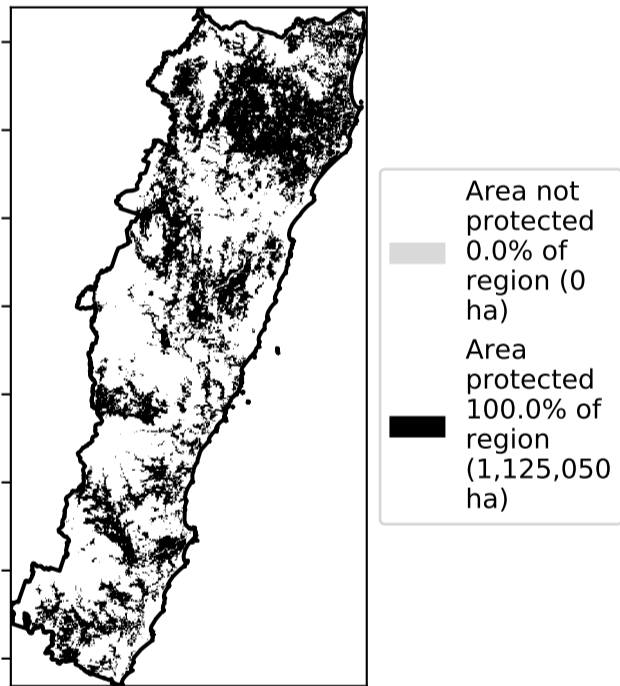 Area not
protected
0.0% of
region (0
ha)
Area
protected
100.0% of
region
(1,125,050
ha)